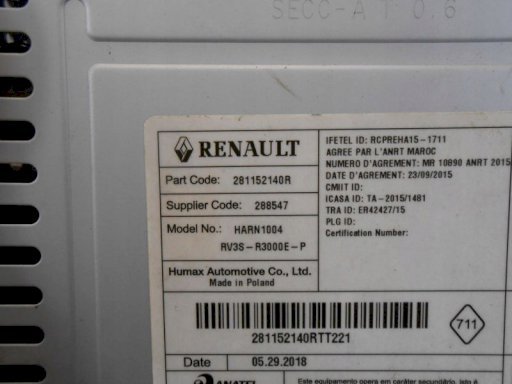 SECC-A T 0.6
RENAULT
Part Code: 281152140R
Supplier Code: 288547
Model No.: HARN1004
RV3S-R3000E-P
Humax Automotive Co., Ltd.
Made in Poland
IFETEL ID: RCPREHA15-1711
AGREE PAR L'ANRT MAROC
NUMERO D'AGREMENT: MR 10890 ANRT 2015
DATE D'AGREMENT: 23/09/2015
CMIIT ID:
ICASA ID: TA-2015/1481
TRA ID: ER42427/15
PLG ID:
Certification Number:
281152140RTT221
711
Date 05.29.2018
ANATEL
Este equipamento opera em caráter secundário, isto é